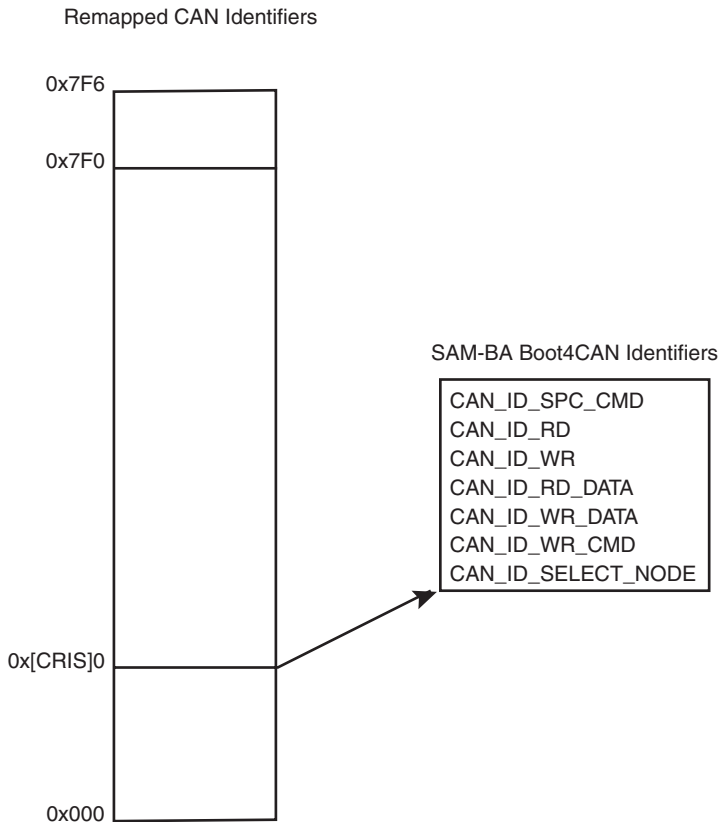 Remapped CAN Identifiers
0x7F6
0x7F0
SAM-BA Boot4CAN Identifiers
CAN_ID_SPC_CMD
CAN_ID_RD
CAN_ID_WR
CAN_ID_RD_DATA
CAN_ID_WR_DATA
CAN_ID_WR_CMD
CAN_ID_SELECT_NODE
0x[CRIS]0
0x000